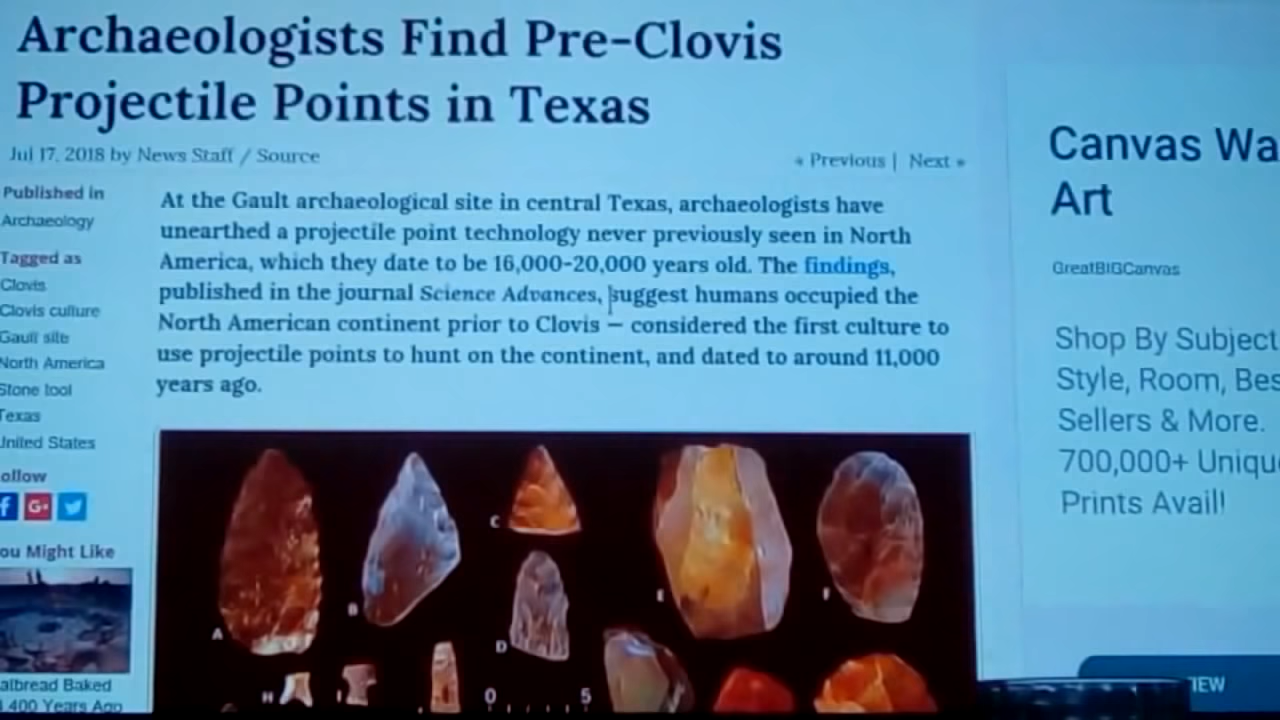 Archaeologists Find Pre-Clovis
Projectile Points in Texas
Jul 17, 2018 by News Staff / Source
« Previous | Next »
Published in
Archaeology
Tagged as
Clovis
Clovis culture
Gault site
North America
Stone tool
Texas
United States
ollow
f G+
ou Might Like
albread Baked
400 Years Ago
At the Gault archaeological site in central Texas, archaeologists have
unearthed a projectile point technology never previously seen in North
America, which they date to be 16,000-20,000 years old. The findings,
published in the journal Science Advances, suggest humans occupied the
North American continent prior to Clovis — considered the first culture to
use projectile points to hunt on the continent, and dated to around 11,000
years ago.
A
B
C
D
E
F
H
I
0 5
Canvas Wa
Art
GreatBIGCanvas
Shop By Subject
Style, Room, Bes
Sellers & More.
700,000+ Uniqu
Prints Avail!
IEW